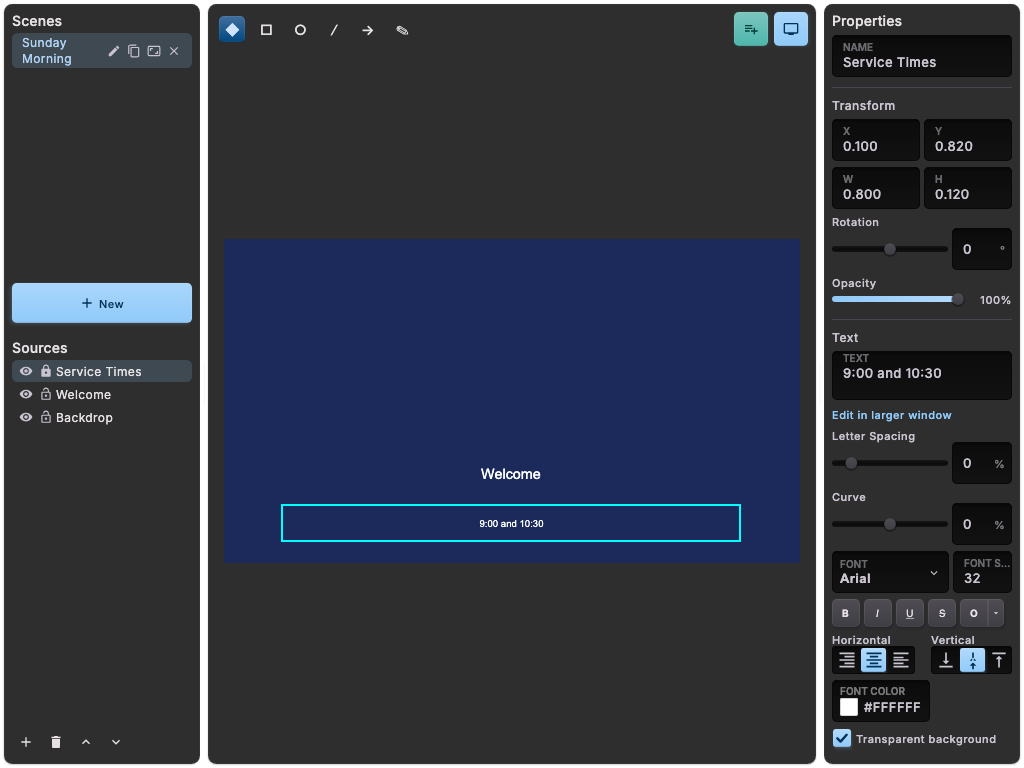 Scenes
Sunday
Morning
+ New
Sources
Service Times
Welcome
Backdrop
Welcome
9:00 and 10:30
Properties
NAME
Service Times
Transform
X
0.100
Y
0.820
W
0.800
H
0.120
Rotation
0 °
Opacity
100%
Text
TEXT
9:00 and 10:30
Edit in larger window
Letter Spacing
0 %
Curve
0 %
FONT
Arial
FONT S...
32
B I U S O
Horizontal
Vertical
FONT COLOR
#FFFFFF
Transparent background